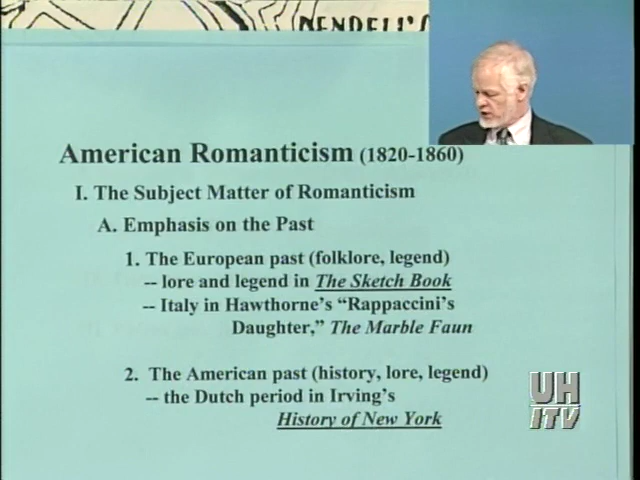 PENDELL'S
American Romanticism (1820-1860)
I. The Subject Matter of Romanticism
A. Emphasis on the Past
1. The European past (folklore, legend)
-- lore and legend in The Sketch Book
-- Italy in Hawthorne's “Rappaccini's
Daughter,” The Marble Faun
2. The American past (history, lore, legend)
-- the Dutch period in Irving's
History of New York
UH
ITV